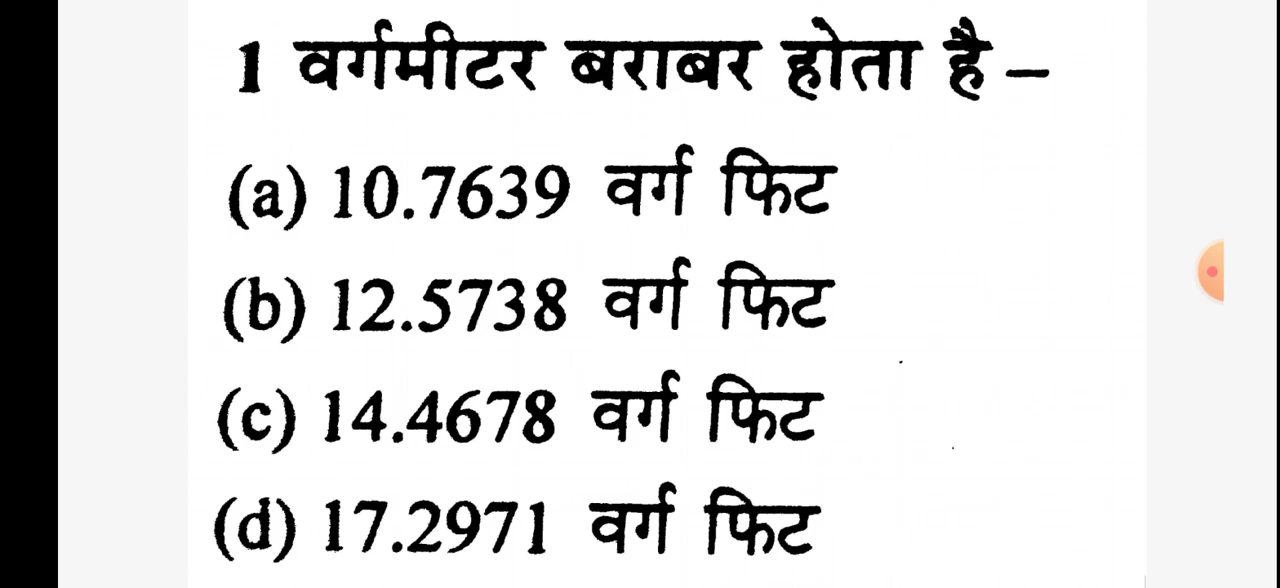 1 वर्गमीटर बराबर होता है –
(a) 10.7639 वर्ग फिट
(b) 12.5738 वर्ग फिट
(c) 14.4678 वर्ग फिट
(d) 17.2971 वर्ग फिट